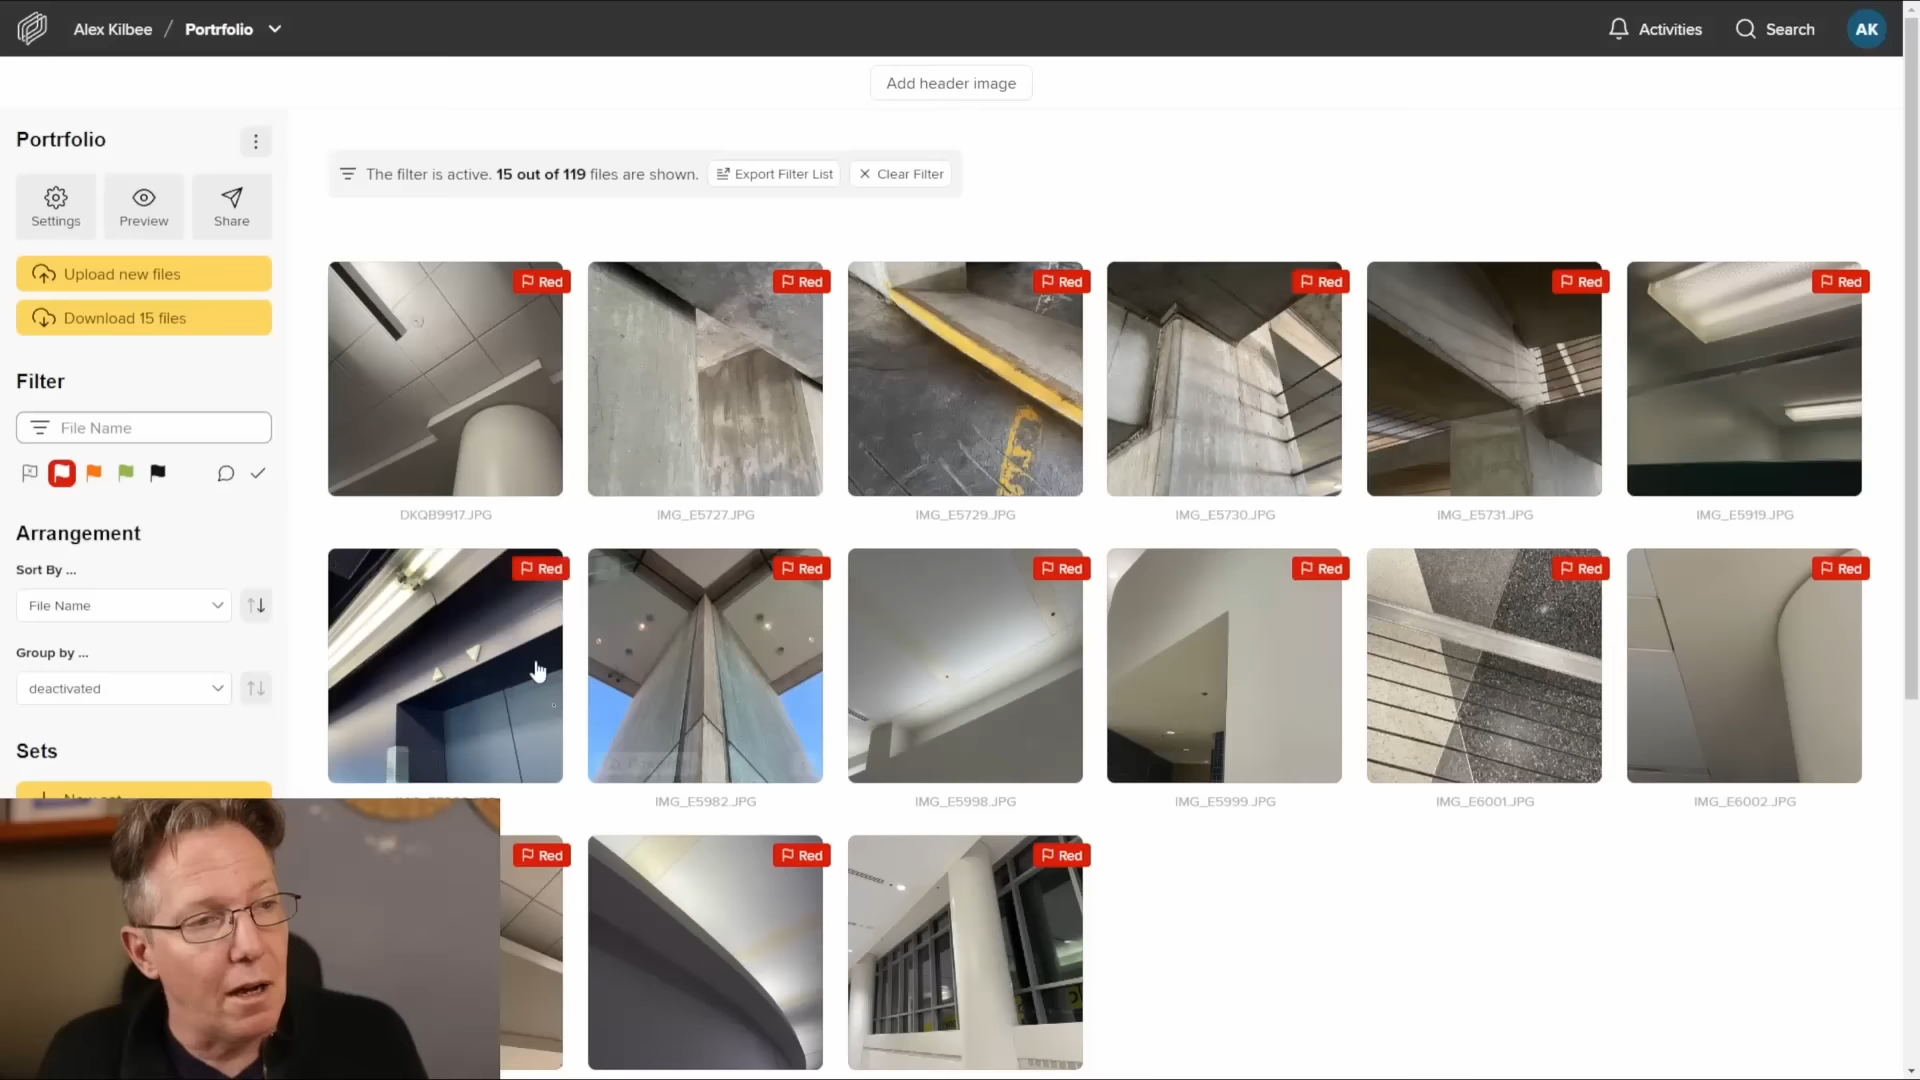 Alex Kilbee / Portrfolio
Activities
Search
AK
Add header image
Portrfolio
Settings
Preview
Share
Upload new files
Download 15 files
Filter
File Name
Arrangement
Sort By ...
File Name
Group by ...
deactivated
Sets
The filter is active. 15 out of 119 files are shown.
Export Filter List
Clear Filter
Red
Red
Red
Red
Red
Red
DKQB9917.JPG
IMG_E5727.JPG
IMG_E5729.JPG
IMG_E5730.JPG
IMG_E5731.JPG
IMG_E5919.JPG
Red
Red
Red
Red
Red
Red
IMG_E5982.JPG
IMG_E5998.JPG
IMG_E5999.JPG
IMG_E6001.JPG
IMG_E6002.JPG
Red
Red
Red